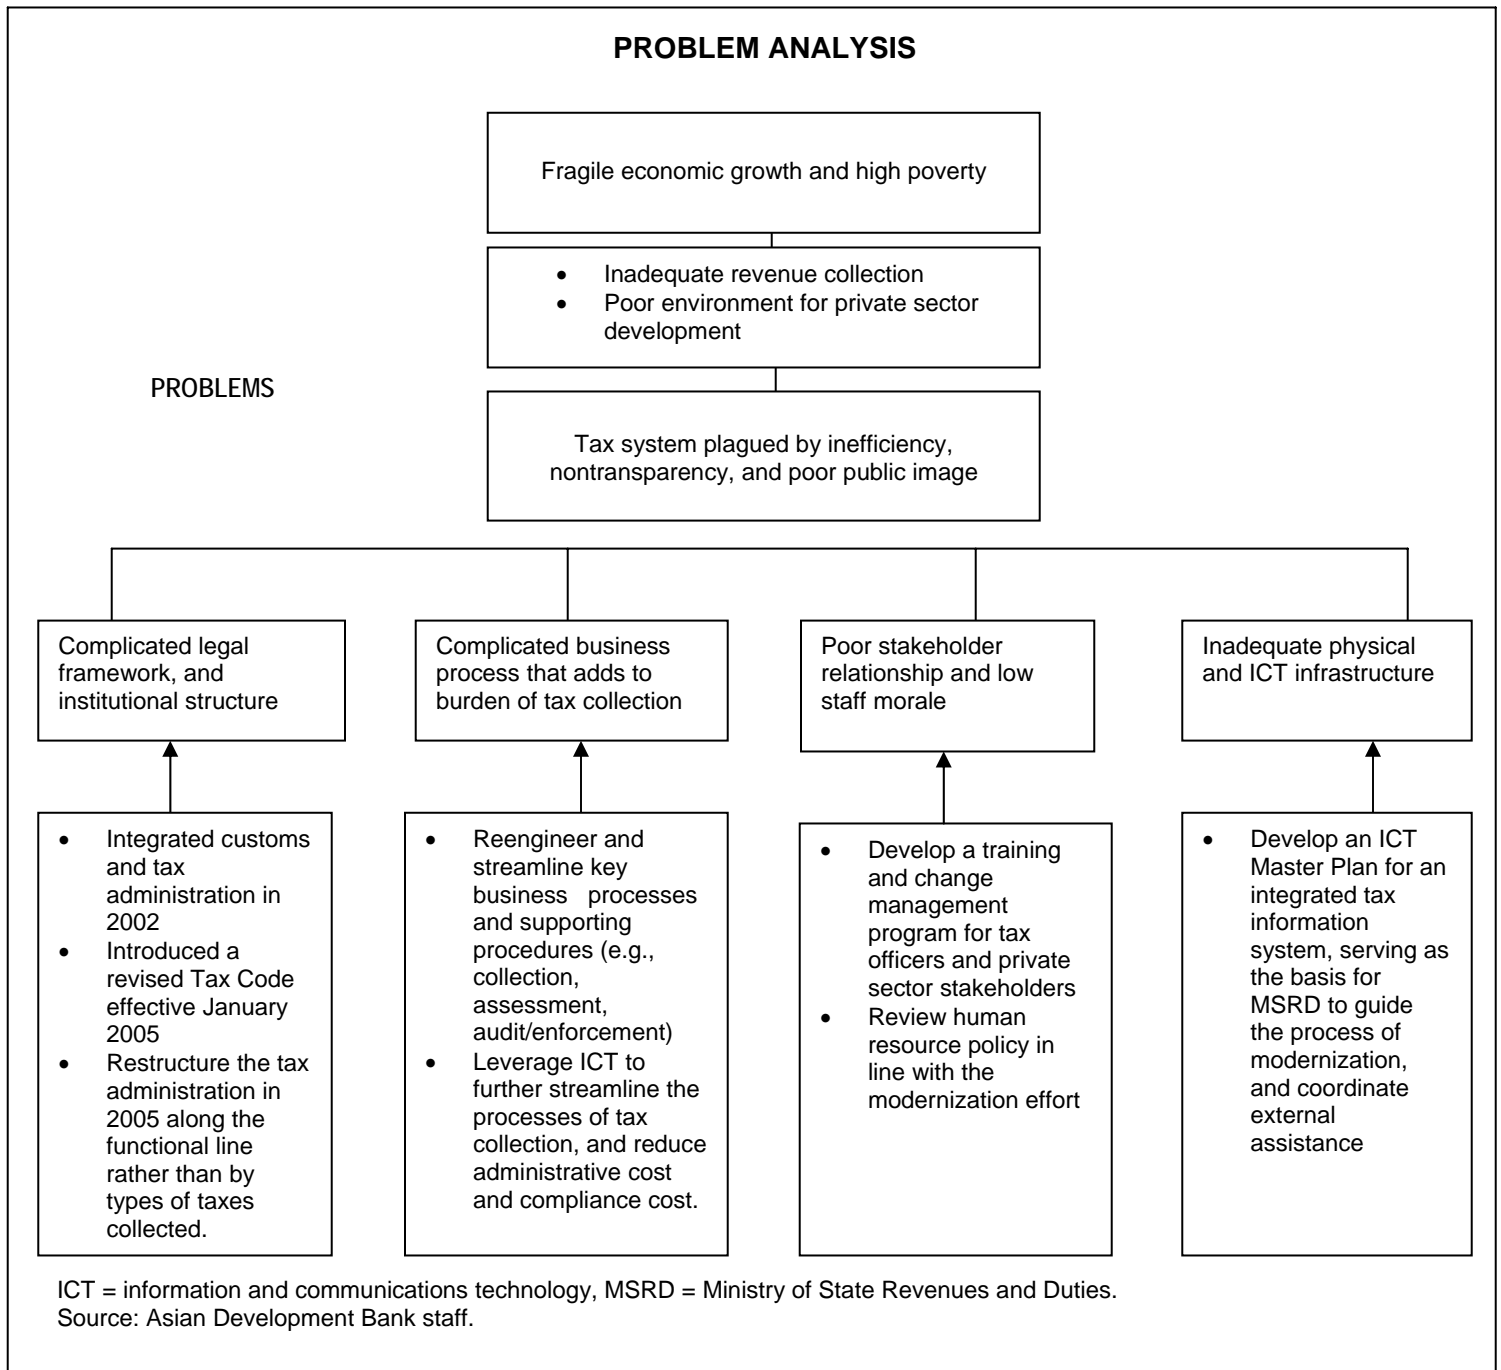 PROBLEM ANALYSIS
Fragile economic growth and high poverty
• Inadequate revenue collection
• Poor environment for private sector
development
PROBLEMS
Tax system plagued by inefficiency,
nontransparency, and poor public image
Complicated legal
framework, and
institutional structure
Complicated business
process that adds to
burden of tax collection
Poor stakeholder
relationship and low
staff morale
Inadequate physical
and ICT infrastructure
• Integrated customs
and tax
administration in
2002
• Introduced a
revised Tax Code
effective January
2005
• Restructure the tax
administration in
2005 along the
functional line
rather than by
types of taxes
collected.
• Reengineer and
streamline key
business processes
and supporting
procedures (e.g.,
collection,
assessment,
audit/enforcement)
• Leverage ICT to
further streamline the
processes of tax
collection, and reduce
administrative cost
and compliance cost.
• Develop a training
and change
management
program for tax
officers and private
sector stakeholders
• Review human
resource policy in
line with the
modernization effort
• Develop an ICT
Master Plan for an
integrated tax
information
system, serving as
the basis for
MSRD to guide
the process of
modernization,
and coordinate
external
assistance
ICT = information and communications technology, MSRD = Ministry of State Revenues and Duties.
Source: Asian Development Bank staff.